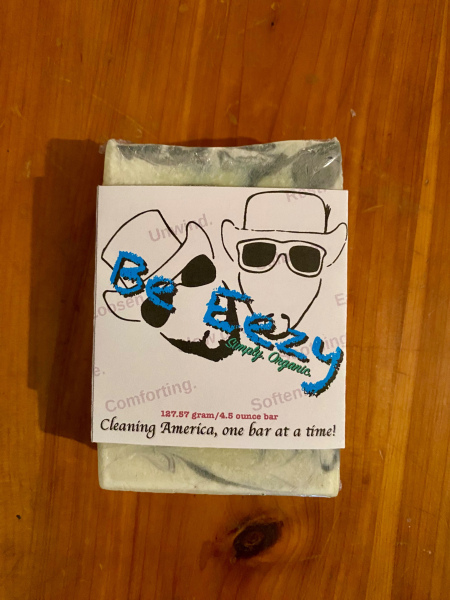 Unwind.
Be Eezy
Simply. Organic.
Comforting.
Soften
127.57 gram/4.5 ounce bar
Cleaning America, one bar at a time!